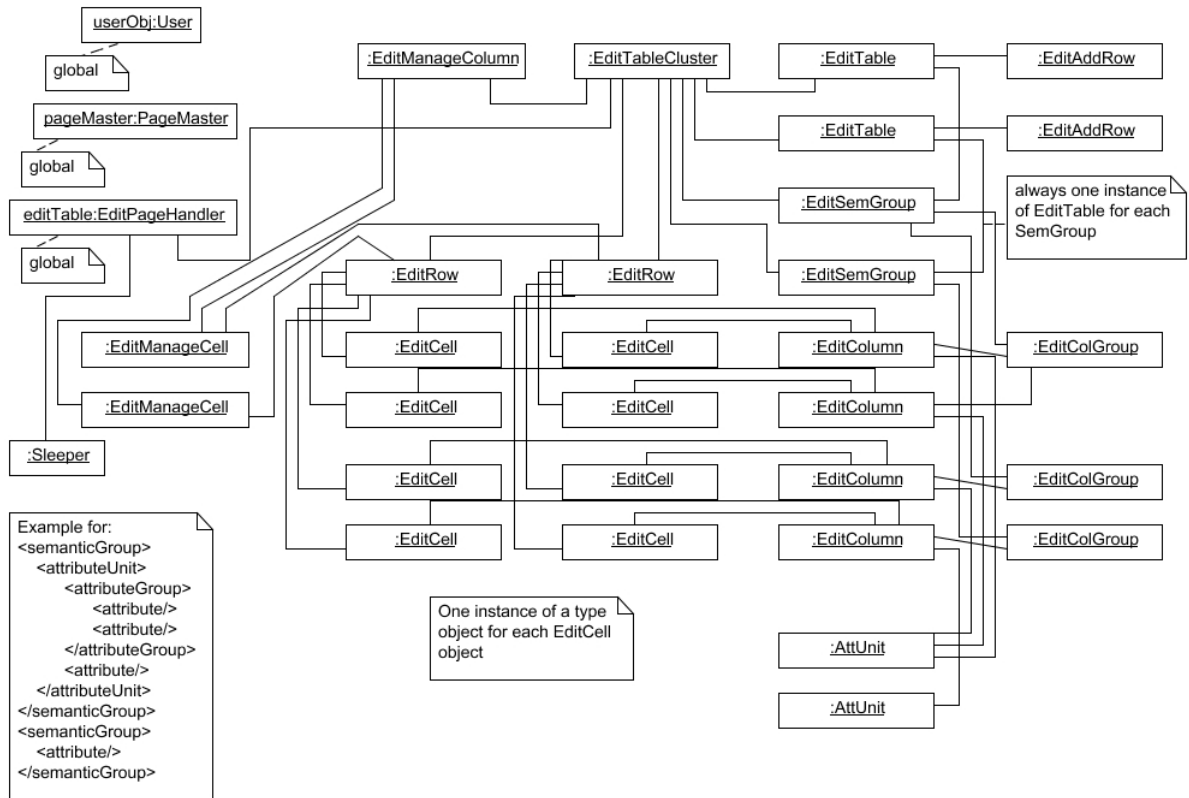 userObj:User
global
pageMaster:PageMaster
global
editTable:EditPageHandler
global
:EditManageColumn
:EditTableCluster
:EditTable
:EditAddRow
:EditTable
:EditAddRow
always one instance
of EditTable for each
SemGroup
:EditSemGroup
:EditRow
:EditRow
:EditSemGroup
:EditManageCell
:EditCell
:EditCell
:EditColumn
:EditColGroup
:EditManageCell
:EditCell
:EditCell
:EditColumn
:Sleeper
:EditCell
:EditCell
:EditColumn
:EditColGroup
:EditCell
:EditCell
:EditColumn
:EditColGroup
Example for:
<semanticGroup>
<attributeUnit>
<attributeGroup>
<attribute/>
<attribute/>
</attributeGroup>
<attribute/>
</attributeUnit>
</semanticGroup>
<semanticGroup>
<attribute/>
</semanticGroup>
One instance of a type
object for each EditCell
object
:AttUnit
:AttUnit